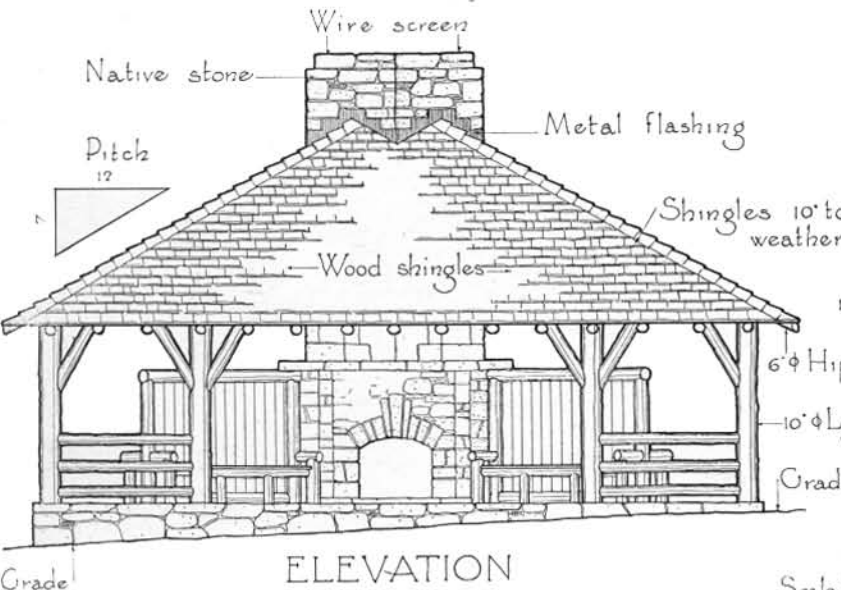 Wire screen
Native stone
Metal flashing
Pitch
12
7
Shingles 10" to
weather
Wood shingles
6"ϕ Hip
10"ϕ L
Grad
ELEVATION
Grade